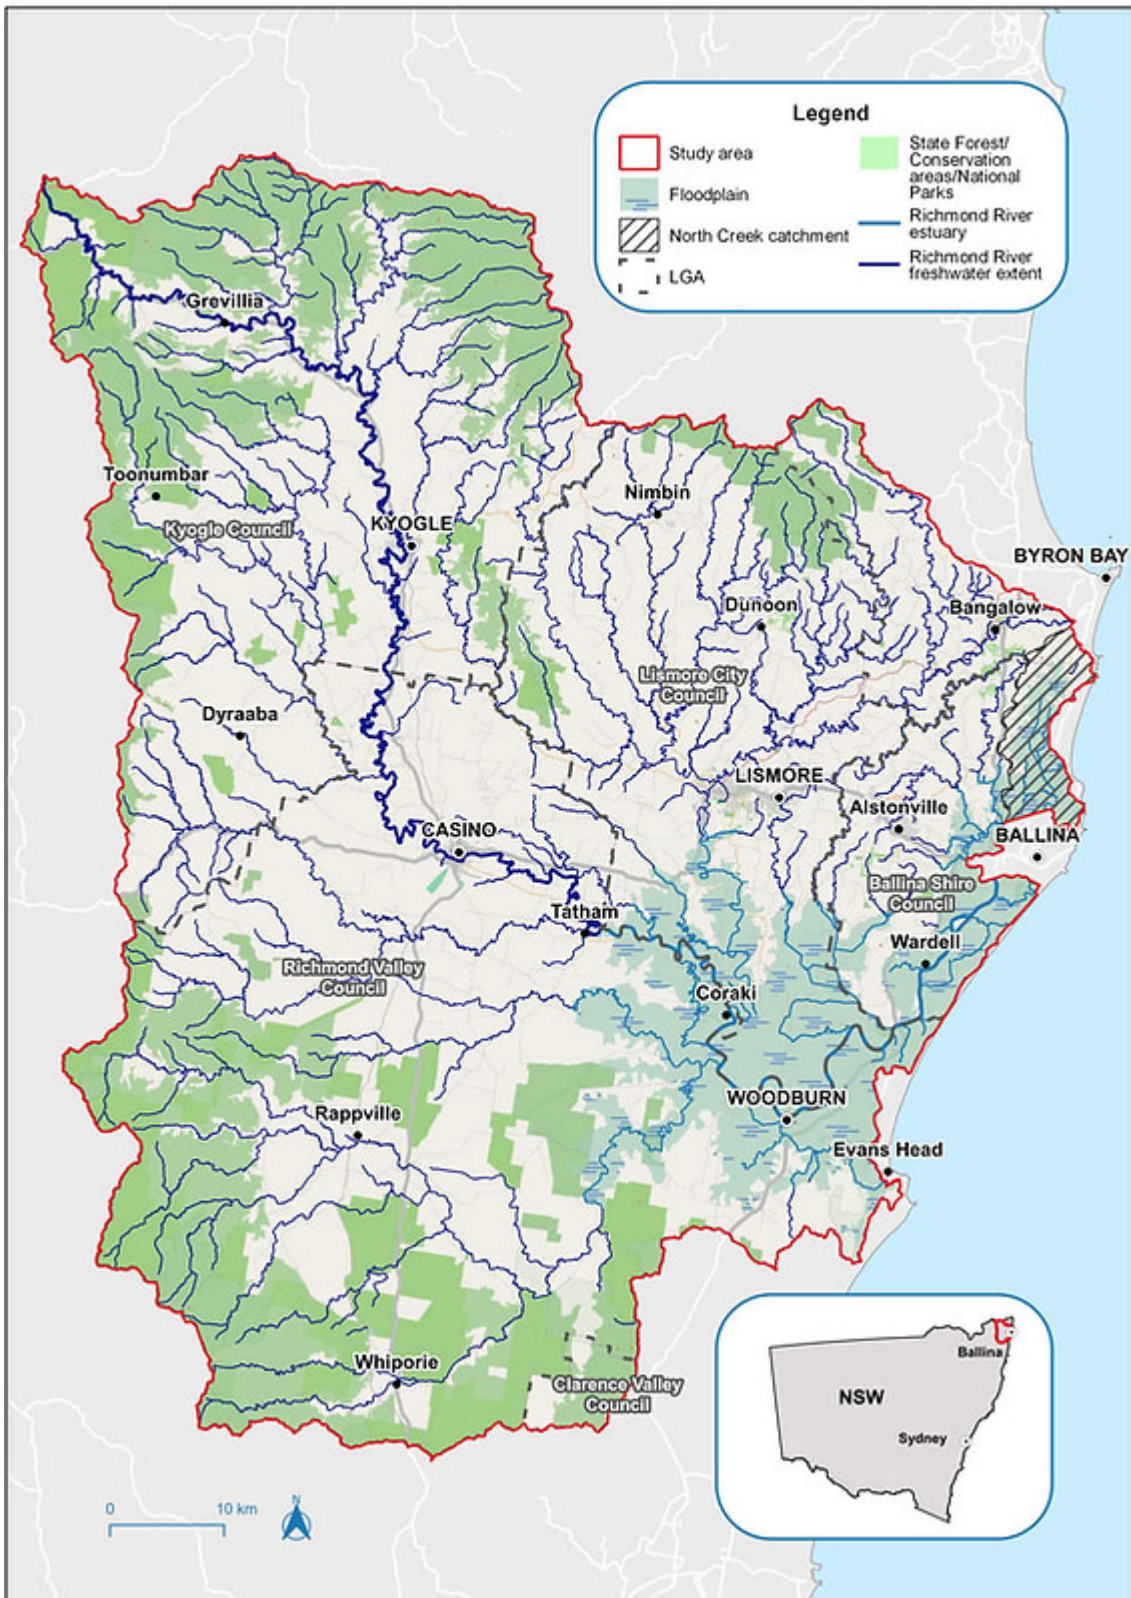 Legend
Study area
Floodplain
North Creek catchment
LGA
State Forest/
Conservation
areas/National
Parks
Richmond River
estuary
Richmond River
freshwater extent
Grevillia
Toonumbar
Kyogle Council
KYOGLE
Nimbin
BYRON BAY
Dunoon
Bangalow
Lismore City
Council
Dyraaba
LISMORE
Alstonville
CASINO
BALLINA
Ballina Shire
Council
Tatham
Wardell
Richmond Valley
Council
Coraki
WOODBURN
Rappville
Evans Head
Whiporie
Clarence Valley
Council
Ballina
NSW
Sydney
0 10 km
N